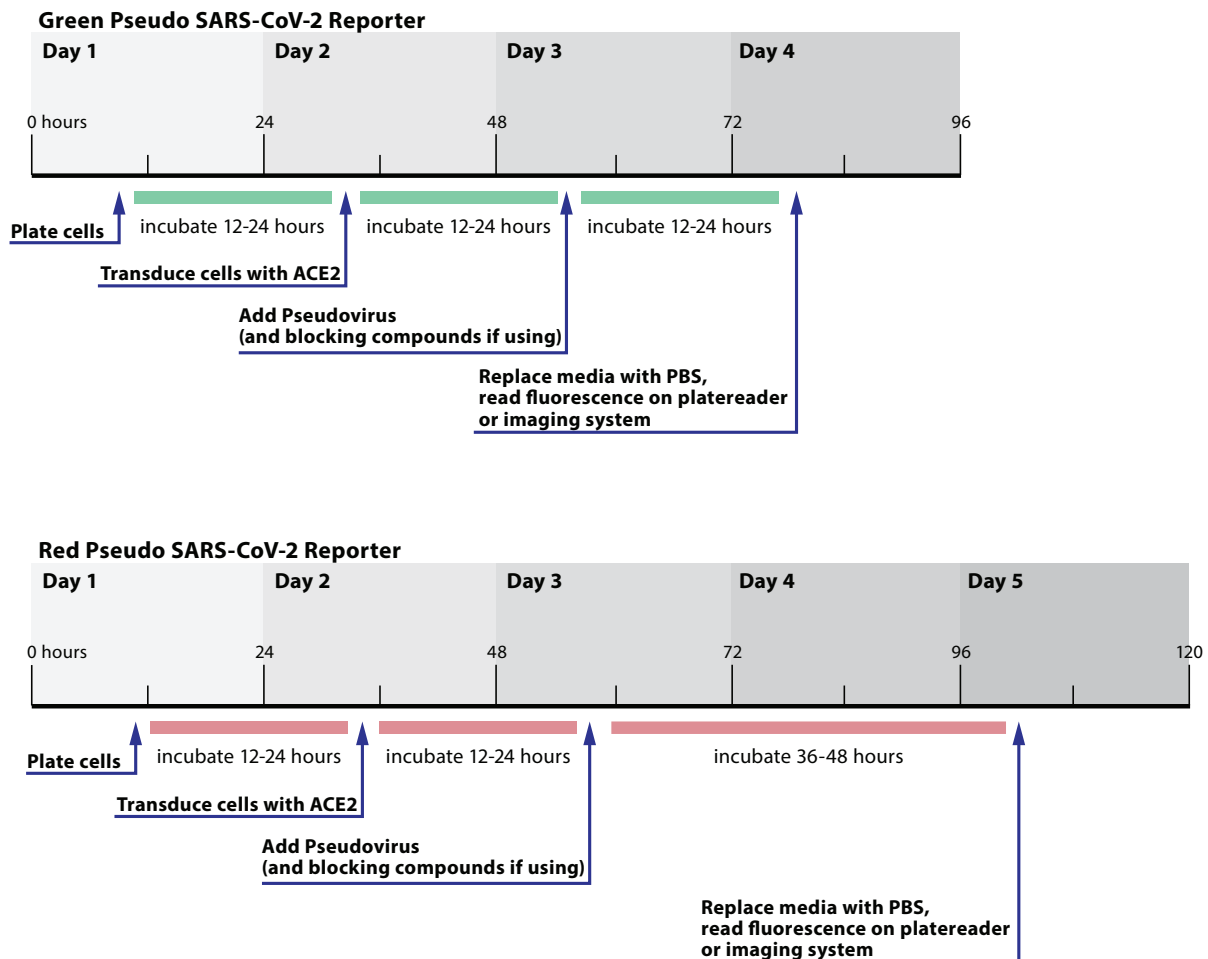 Green Pseudo SARS-CoV-2 Reporter
Day 1 Day 2 Day 3 Day 4
0 hours 24 48 72 96
Plate cells
incubate 12-24 hours incubate 12-24 hours incubate 12-24 hours
Transduce cells with ACE2
Add Pseudovirus
(and blocking compounds if using)
Replace media with PBS,
read fluorescence on platereader
or imaging system
Red Pseudo SARS-CoV-2 Reporter
Day 1 Day 2 Day 3 Day 4 Day 5
0 hours 24 48 72 96 120
Plate cells
incubate 12-24 hours incubate 12-24 hours incubate 36-48 hours
Transduce cells with ACE2
Add Pseudovirus
(and blocking compounds if using)
Replace media with PBS,
read fluorescence on platereader
or imaging system